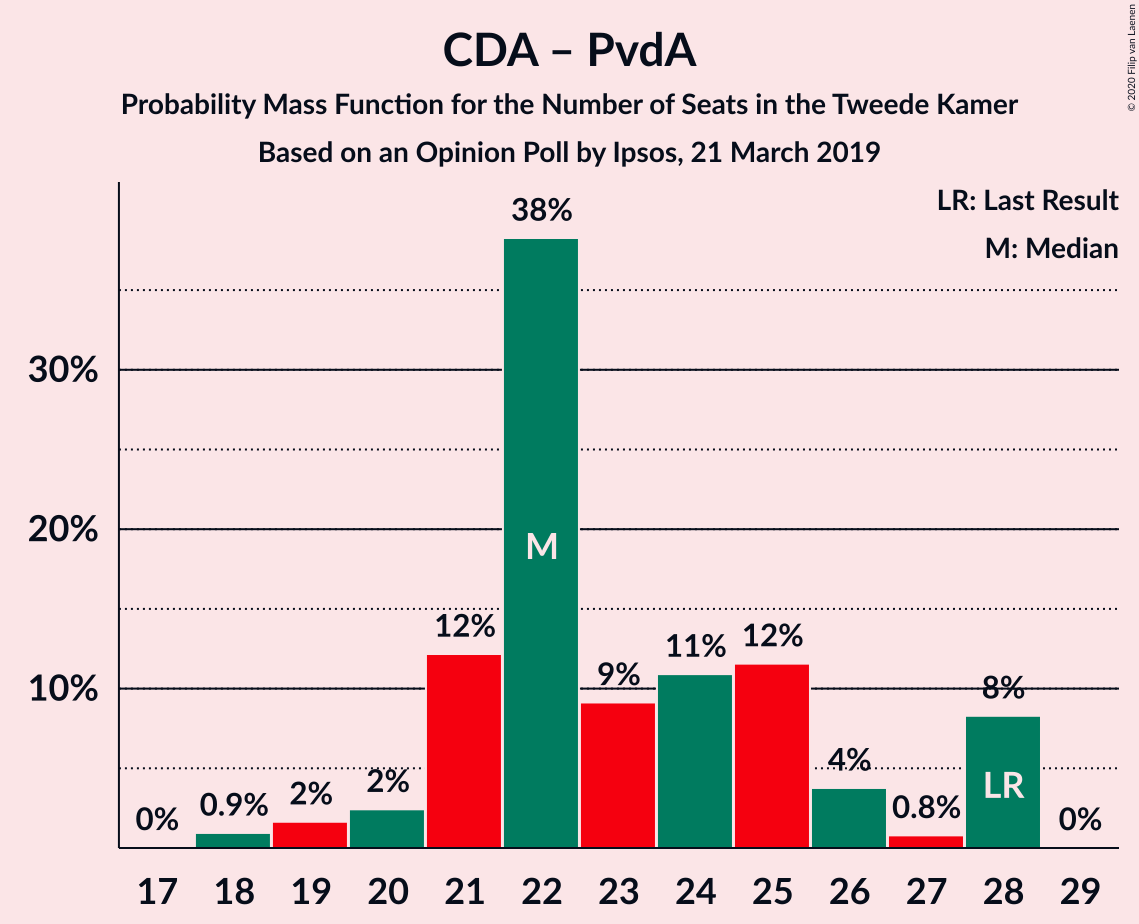 CDA – PvdA
Probability Mass Function for the Number of Seats in the Tweede Kamer
Based on an Opinion Poll by Ipsos, 21 March 2019
© 2020 Filip van Laenen
LR: Last Result
M: Median
30%
20%
10%
0%
0.9%
2%
2%
12%
38%
9%
11%
12%
4%
0.8%
8%
0%
M
LR
17 18 19 20 21 22 23 24 25 26 27 28 29